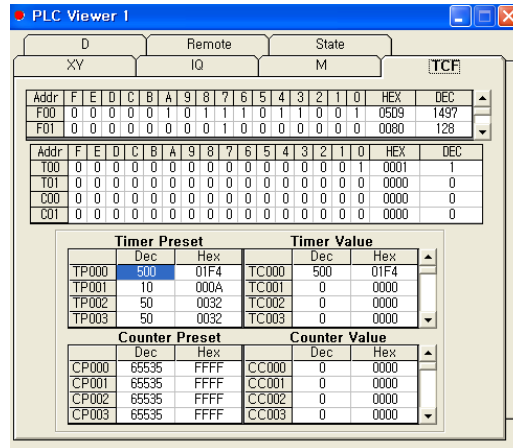 PLC Viewer 1
D Remote State
XY IQ M TCF
Addr F E D C B A 9 8 7 6 5 4 3 2 1 0 HEX DEC
F00 0 0 0 0 0 1 0 1 1 1 0 1 1 0 0 1 05D9 1497
F01 0 0 0 0 0 0 0 0 1 0 0 0 0 0 0 0 0080 128
Addr F E D C B A 9 8 7 6 5 4 3 2 1 0 HEX DEC
T00 0 0 0 0 0 0 0 0 0 0 0 0 0 0 0 1 0001 1
T01 0 0 0 0 0 0 0 0 0 0 0 0 0 0 0 0 0000 0
C00 0 0 0 0 0 0 0 0 0 0 0 0 0 0 0 0 0000 0
C01 0 0 0 0 0 0 0 0 0 0 0 0 0 0 0 0 0000 0
Timer Preset Timer Value
Dec Hex Dec Hex
TP000 500 01F4 TC000 500 01F4
TP001 10 000A TC001 0 0000
TP002 50 0032 TC002 0 0000
TP003 50 0032 TC003 0 0000
Counter Preset Counter Value
Dec Hex Dec Hex
CP000 65535 FFFF CC000 0 0000
CP001 65535 FFFF CC001 0 0000
CP002 65535 FFFF CC002 0 0000
CP003 65535 FFFF CC003 0 0000